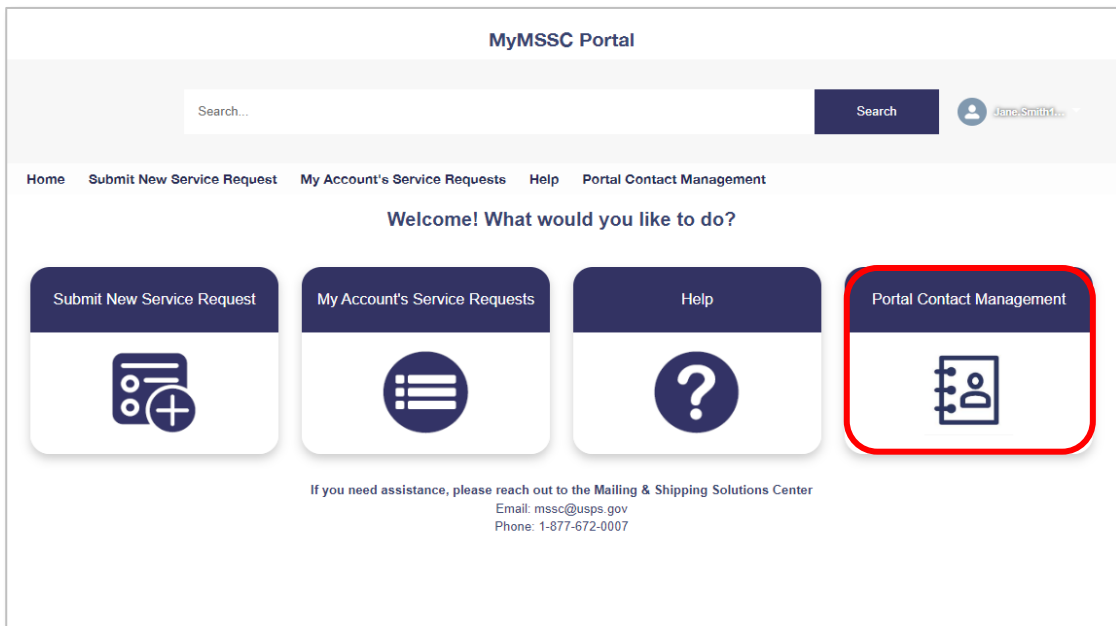 MyMSSC Portal
Search...
Search
Jane.Smith1...
Home Submit New Service Request My Account's Service Requests Help Portal Contact Management
Welcome! What would you like to do?
Submit New Service Request
My Account's Service Requests
Help
Portal Contact Management
If you need assistance, please reach out to the Mailing & Shipping Solutions Center
Email: mssc@usps.gov
Phone: 1-877-672-0007